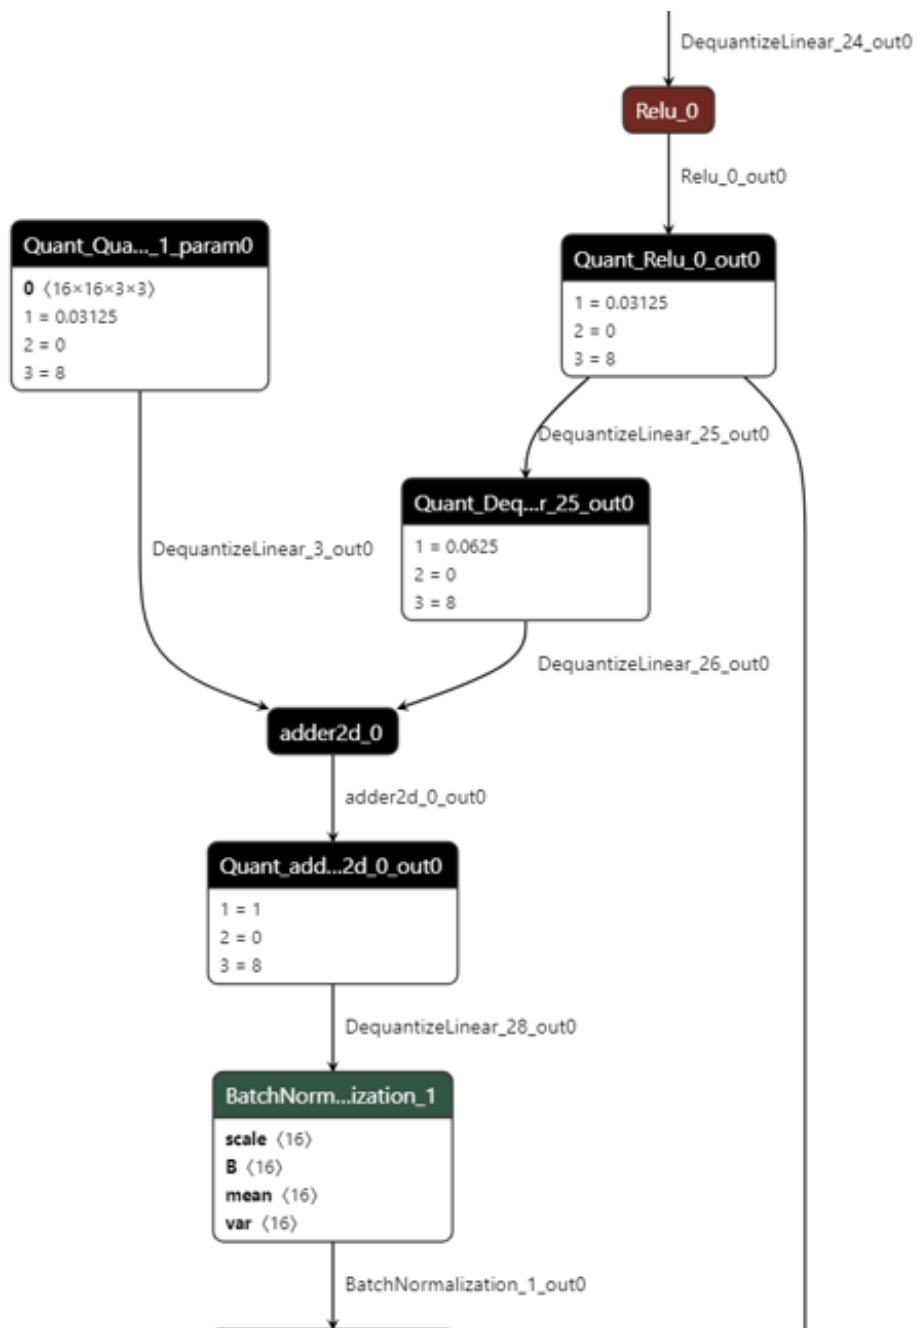 DequantizeLinear_24_out0
Relu_0
Relu_0_out0
Quant_Qua..._1_param0
0 〈16×16×3×3〉
1 = 0.03125
2 = 0
3 = 8
Quant_Relu_0_out0
1 = 0.03125
2 = 0
3 = 8
DequantizeLinear_25_out0
Quant_Deq...r_25_out0
1 = 0.0625
2 = 0
3 = 8
DequantizeLinear_3_out0
DequantizeLinear_26_out0
adder2d_0
adder2d_0_out0
Quant_add...2d_0_out0
1 = 1
2 = 0
3 = 8
DequantizeLinear_28_out0
BatchNorm...ization_1
scale 〈16〉
B 〈16〉
mean 〈16〉
var 〈16〉
BatchNormalization_1_out0